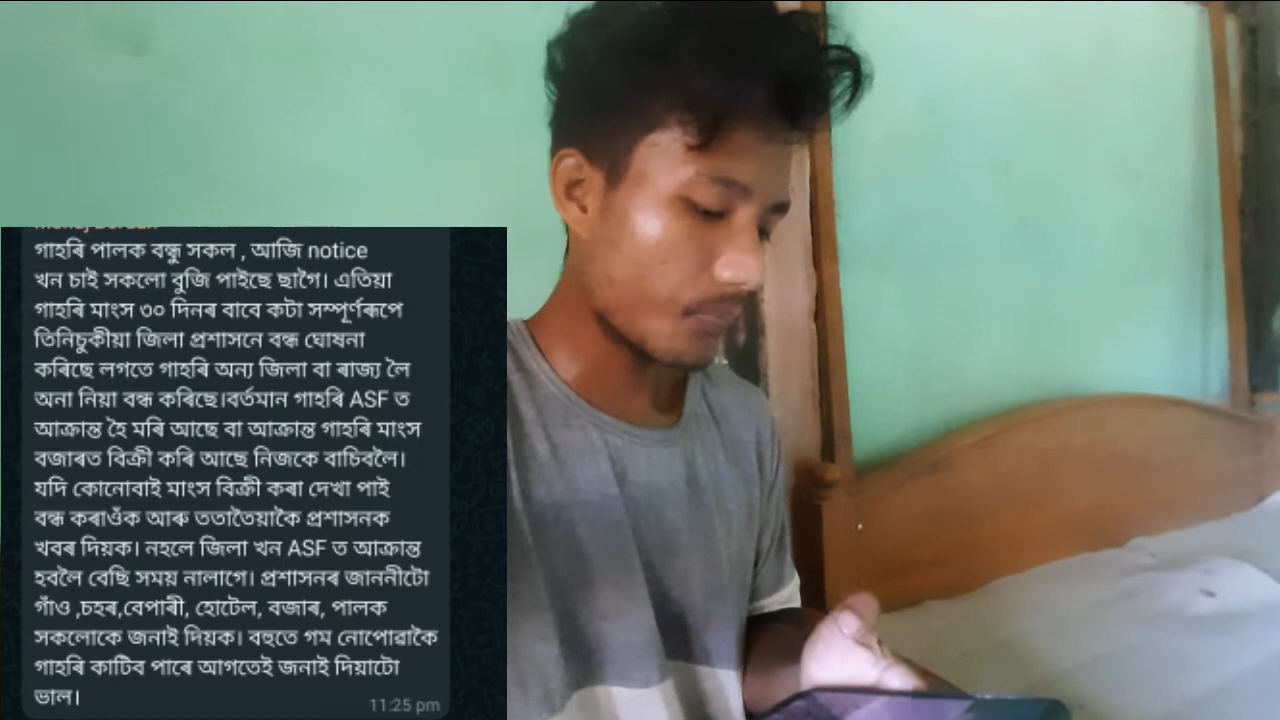 গাহৰি পালক বন্ধু সকল , আজি notice
খন চাই সকলো বুজি পাইছে ছাগৈ। এতিয়া
গাহৰি মাংস ৩০ দিনৰ বাবে কটা সম্পূৰ্ণৰূপে
তিনিচুকীয়া জিলা প্ৰশাসনে বন্ধ ঘোষনা
কৰিছে লগতে গাহৰি অন্য জিলা বা ৰাজ্য লৈ
অনা নিয়া বন্ধ কৰিছে।বৰ্তমান গাহৰি ASF ত
আক্ৰান্ত হৈ মৰি আছে বা আক্ৰান্ত গাহৰি মাংস
বজাৰত বিক্ৰী কৰি আছে নিজকে বাচিবলৈ।
যদি কোনোবাই মাংস বিক্ৰী কৰা দেখা পাই
বন্ধ কৰাওঁক আৰু ততাতৈয়াকৈ প্ৰশাসনক
খবৰ দিয়ক। নহলে জিলা খন ASF ত আক্ৰান্ত
হবলৈ বেছি সময় নালাগে। প্ৰশাসনৰ জাননীটো
গাঁও ,চহৰ,বেপাৰী, হোটেল, বজাৰ, পালক
সকলোকে জনাই দিয়ক। বহুতে গম নোপোৱাকৈ
গাহৰি কাটিব পাৰে আগতেই জনাই দিয়াটো
ভাল।
11:25 pm